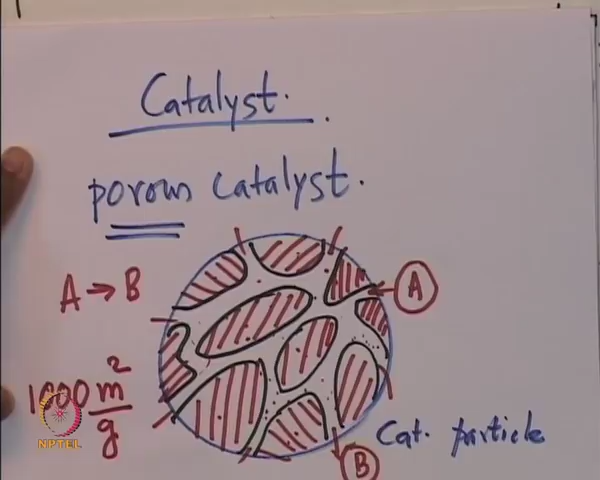 Catalyst.
porous catalyst.
A → B
A
1000 m²/g
NPTEL
Cat. particle
B